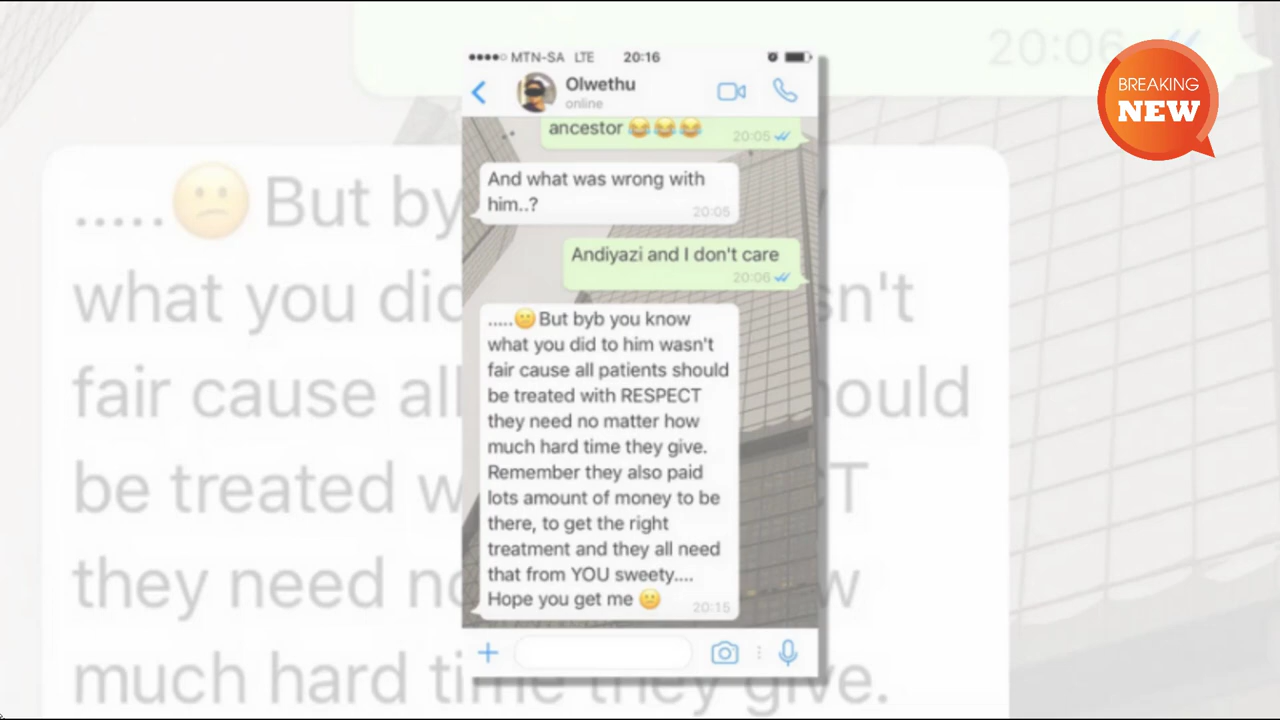 20:06
BREAKING
NEW
MTN-SA LTE 20:16
Olwethu
online
ancestor 😂😂😂
20:05
And what was wrong with
him..?
20:05
Andiyazi and I don't care
20:06
.....😕But byb you know
what you did to him wasn't
fair cause all patients should
be treated with RESPECT
they need no matter how
much hard time they give.
Remember they also paid
lots amount of money to be
there, to get the right
treatment and they all need
that from YOU sweety....
Hope you get me 😕
20:15
.....😕But by
what you did
sn't
fair cause all
ould
be treated w
T
they need no
w
much hard time they give.